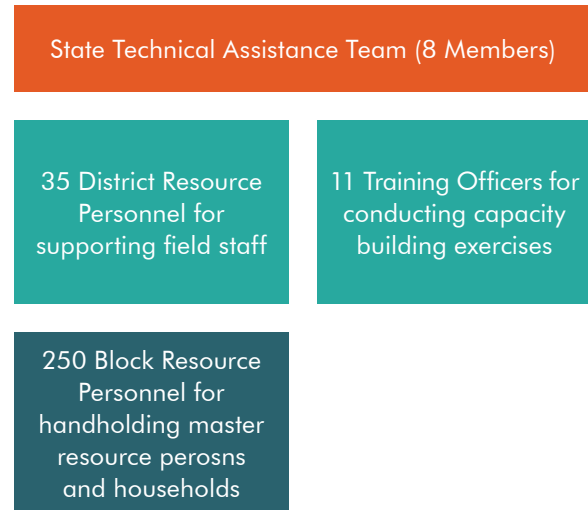 State Technical Assistance Team (8 Members)
35 District Resource
Personnel for
supporting field staff
11 Training Officers for
conducting capacity
building exercises
250 Block Resource
Personnel for
handholding master
resource perosns
and households